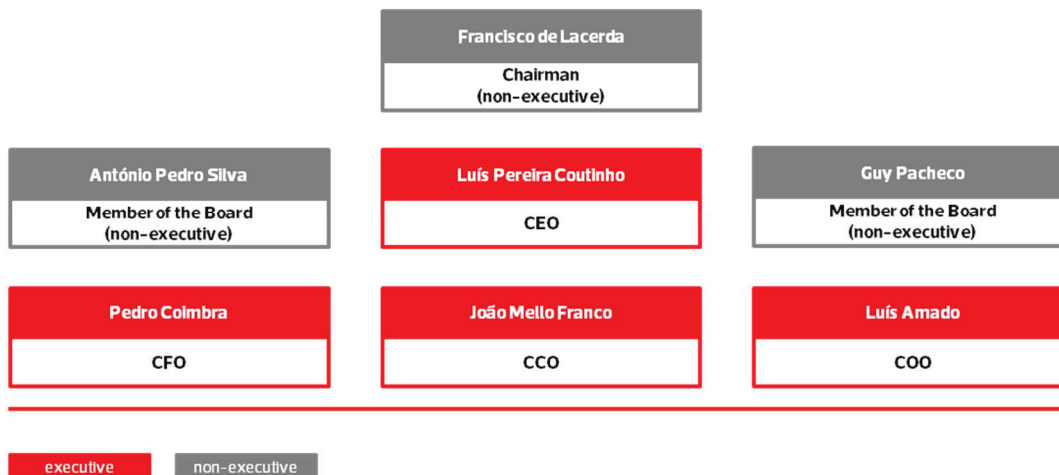 Francisco de Lacerda
Chairman
(non-executive)
António Pedro Silva
Member of the Board
(non-executive)
Luís Pereira Coutinho
CEO
Guy Pacheco
Member of the Board
(non-executive)
Pedro Coimbra
CFO
João Mello Franco
CCO
Luís Amado
COO
executive
non-executive